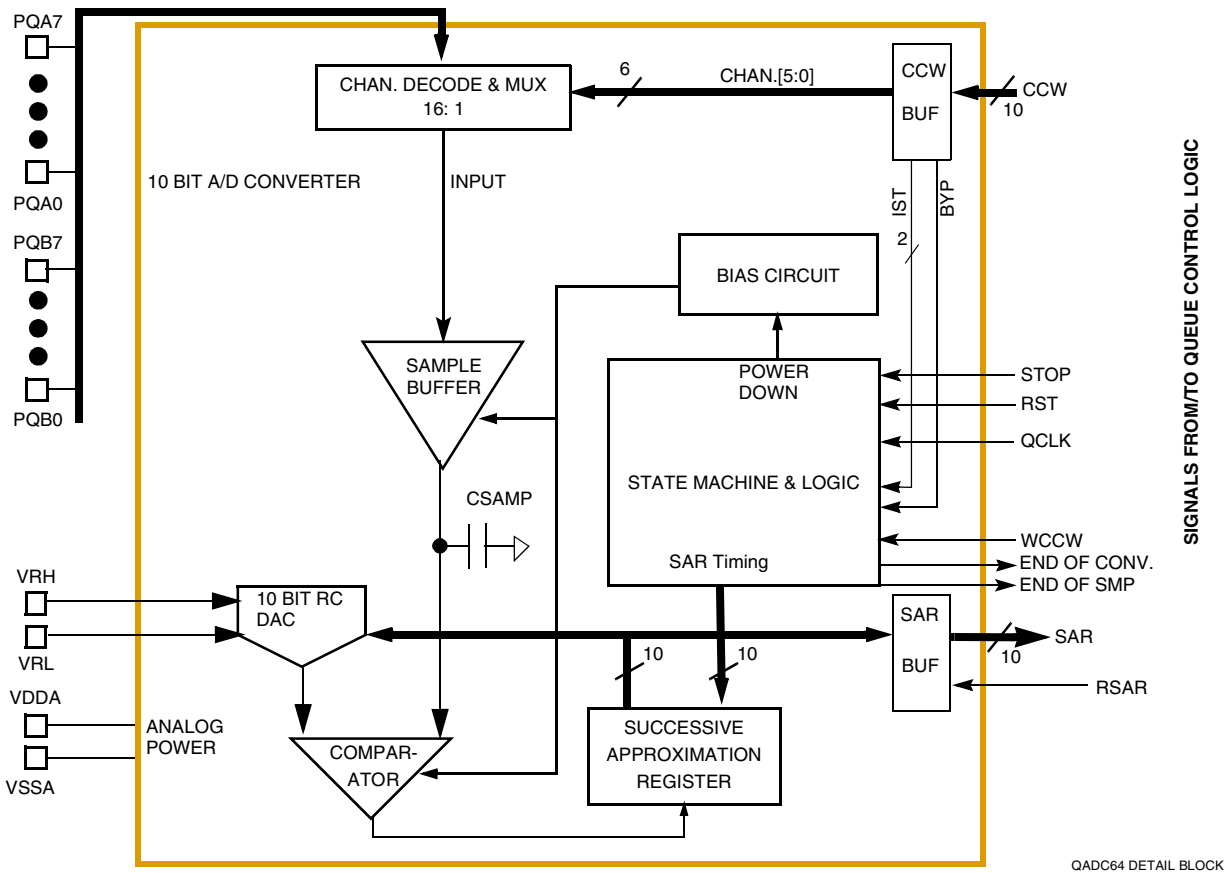 PQA7
PQA0
PQB7
PQB0
VRH
VRL
VDDA
VSSA
CHAN. DECODE & MUX
16: 1
6
CHAN.[5:0]
CCW
BUF
CCW
10
10 BIT A/D CONVERTER
INPUT
IST
BYP
2
BIAS CIRCUIT
SAMPLE
BUFFER
POWER
DOWN
STATE MACHINE & LOGIC
SAR Timing
STOP
RST
QCLK
WCCW
END OF CONV.
END OF SMP
CSAMP
10 BIT RC
DAC
10
10
SAR
BUF
SAR
10
RSAR
ANALOG
POWER
COMPAR-
ATOR
SUCCESSIVE
APPROXIMATION
REGISTER
SIGNALS FROM/TO QUEUE CONTROL LOGIC
QADC64 DETAIL BLOCK